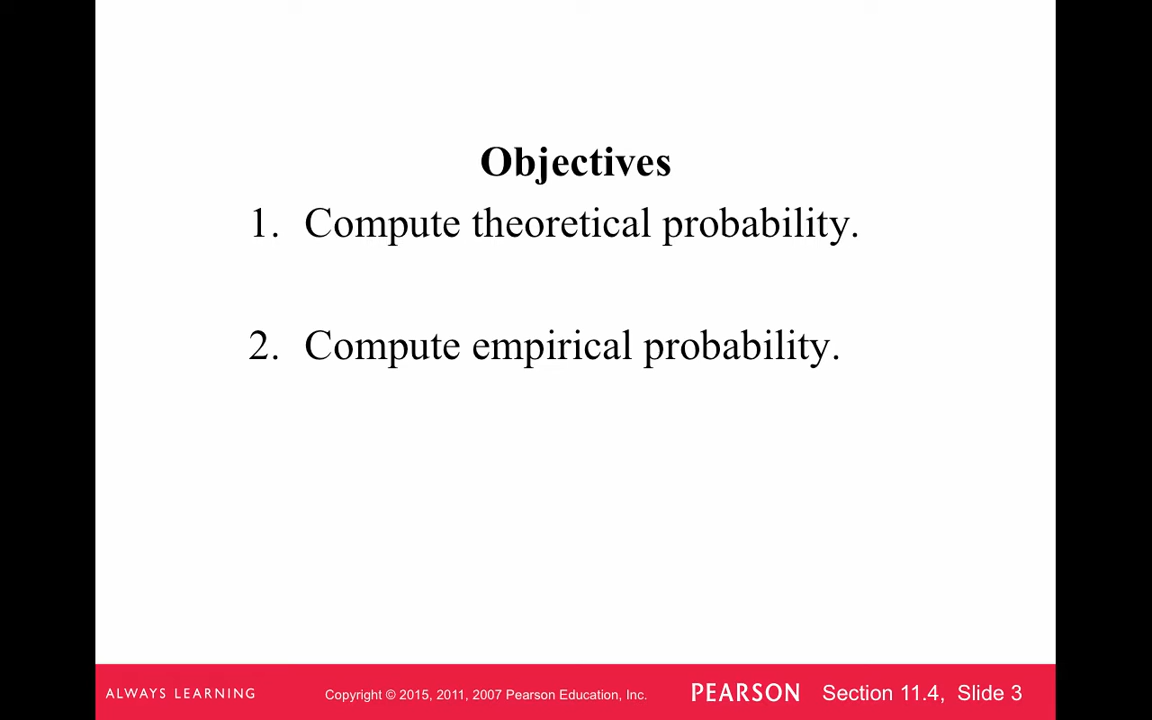 Objectives
1. Compute theoretical probability.
2. Compute empirical probability.
ALWAYS LEARNING
Copyright © 2015, 2011, 2007 Pearson Education, Inc.
PEARSON
Section 11.4, Slide 3